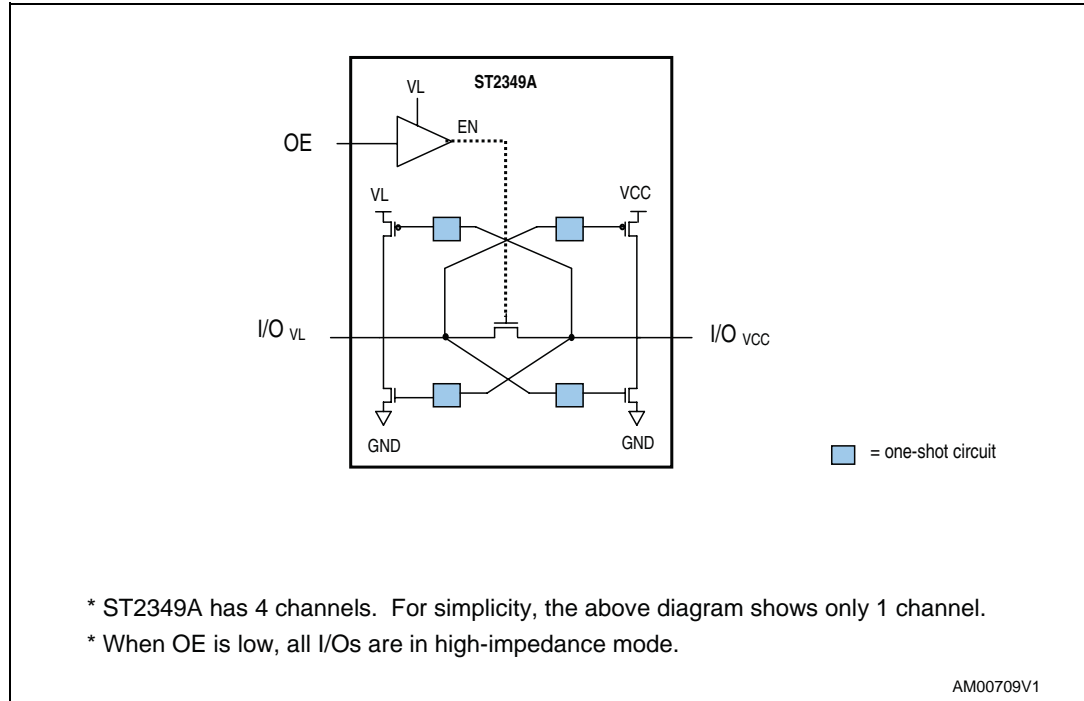 ST2349A
VL
EN
OE
VL
VCC
I/O VL
I/O VCC
GND
GND
= one-shot circuit
* ST2349A has 4 channels. For simplicity, the above diagram shows only 1 channel.
* When OE is low, all I/Os are in high-impedance mode.
AM00709V1